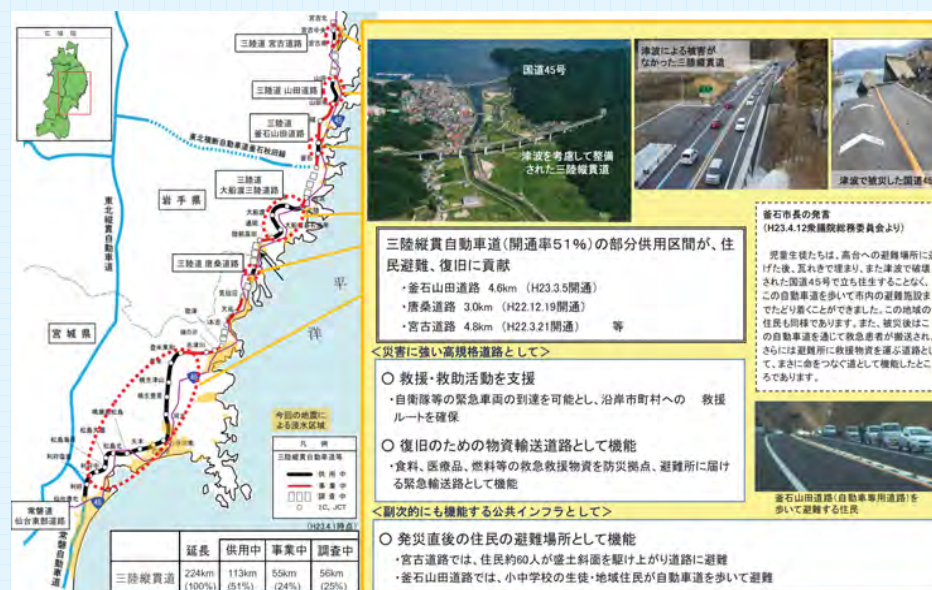 広域図
三陸道 宮古道路
三陸道 山田道路
三陸道
釜石山田道路
東北横断自動車道釜石秋田線
三陸道
大船渡三陸道路
岩手県
東北縦貫自動車道
三陸道 唐桑道路
平
洋
宮城県
今回の地震に
よる浸水区域
凡例
三陸縦貫自動車道等
供用中
事業中
調査中
IC、JCT
(H23.4.1時点)
常磐道
仙台東部道路
常磐自動車道
延長 供用中 事業中 調査中
三陸縦貫道 224km 113km 55km 56km
(100%) (51%) (24%) (25%)
国道45号
津波を考慮して整備
された三陸縦貫道
津波による被害が
なかった三陸縦貫道
津波で被災した国道45
三陸縦貫自動車道(開通率51%)の部分供用区間が、住
民避難、復旧に貢献
・釜石山田道路 4.6km (H23.3.5開通)
・唐桑道路 3.0km (H22.12.19開通)
・宮古道路 4.8km (H22.3.21開通) 等
釜石市長の発言
(H23.4.12衆議院総務委員会より)
児童生徒たちは、高台への避難場所に
げた後、瓦れきで埋まり、また津波で破壊
された国道45号で立ち往生することなく、
この自動車道を歩いて市内の避難施設ま
でたどり着くことができました。この地域の
住民も同様であります。また、被災後はこ
の自動車道を通じて救急患者が搬送され、
さらには避難所に救援物資を運ぶ道路とし
て、まさに命をつなぐ道として機能したとこ
ろであります。
<災害に強い高規格道路として>
○ 救援・救助活動を支援
・自衛隊等の緊急車両の到達を可能とし、沿岸市町村への 救援
ルートを確保
○ 復旧のための物資輸送道路として機能
・食料、医療品、燃料等の救急救援物資を防災拠点、避難所に届け
る緊急輸送路として機能
釜石山田道路(自動車専用道路)を
歩いて避難する住民
<副次的にも機能する公共インフラとして>
○ 発災直後の住民の避難場所として機能
・宮古道路では、住民約60人が盛土斜面を駆け上がり道路に避難
・釜石山田道路では、小中学校の生徒・地域住民が自動車道を歩いて避難